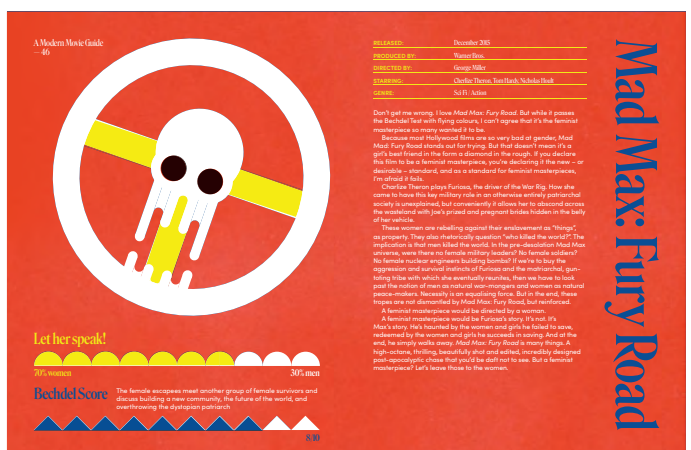 A Modern Movie Guide
— 46
Let her speak!
70% women
30% men
Bechdel Score
The female escapees meet another group of female survivors and
discuss building a new community, the future of the world, and
overthrowing the dystopian patriarch
8/10
RELEASED: December 2015
PRODUCED BY: Warner Bros.
DIRECTED BY: George Miller
STARRING: Charlize Theron, Tom Hardy, Nicholas Hoult
GENRE: Sci-Fi / Action
Don't get me wrong. I love Mad Max: Fury Road. But while it passes
the Bechdel Test with flying colours, I can't agree that it's the feminist
masterpiece so many wanted it to be.
Because most Hollywood films are so very bad at gender, Mad
Mad: Fury Road stands out for trying. But that doesn't mean it's a
girl's best friend in the form a diamond in the rough. If you declare
this film to be a feminist masterpiece, you're declaring it the new – or
desirable – standard, and as a standard for feminist masterpieces,
I'm afraid it fails.
Charlize Theron plays Furiosa, the driver of the War Rig. How she
came to have this key military role in an otherwise entirely patriarchal
society is unexplained, but conveniently it allows her to abscond across
the wasteland with Joe's prized and pregnant brides hidden in the belly
of her vehicle.
These women are rebelling against their enslavement as "things",
as property. They also rhetorically question "who killed the world?". The
implication is that men killed the world. In the pre-desolation Mad Max
universe, were there no female military leaders? No female soldiers?
No female nuclear engineers building bombs? If we're to buy the
aggression and survival instincts of Furiosa and the matriarchal, gun-
toting tribe with which she eventually reunites, then we have to look
past the notion of men as natural war-mongers and women as natural
peace-makers. Necessity is an equalising force. But in the end, these
tropes are not dismantled by Mad Max: Fury Road, but reinforced.
A feminist masterpiece would be directed by a woman.
A feminist masterpiece would be Furiosa's story. It's not. It's
Max's story. He's haunted by the women and girls he failed to save,
redeemed by the women and girls he succeeds in saving. And at the
end, he simply walks away. Mad Max: Fury Road is many things. A
high-octane, thrilling, beautifully shot and edited, incredibly designed
post-apocalyptic chase that you'd be daft not to see. But a feminist
masterpiece? Let's leave those to the women.
Mad Max: Fury Road